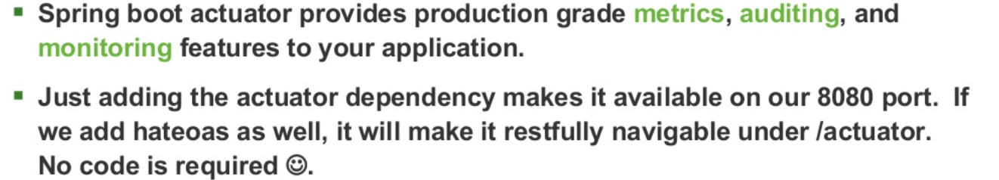 ▪ Spring boot actuator provides production grade metrics, auditing, and
monitoring features to your application.
▪ Just adding the actuator dependency makes it available on our 8080 port.  If
we add hateoas as well, it will make it restfully navigable under /actuator.
No code is required ☺.